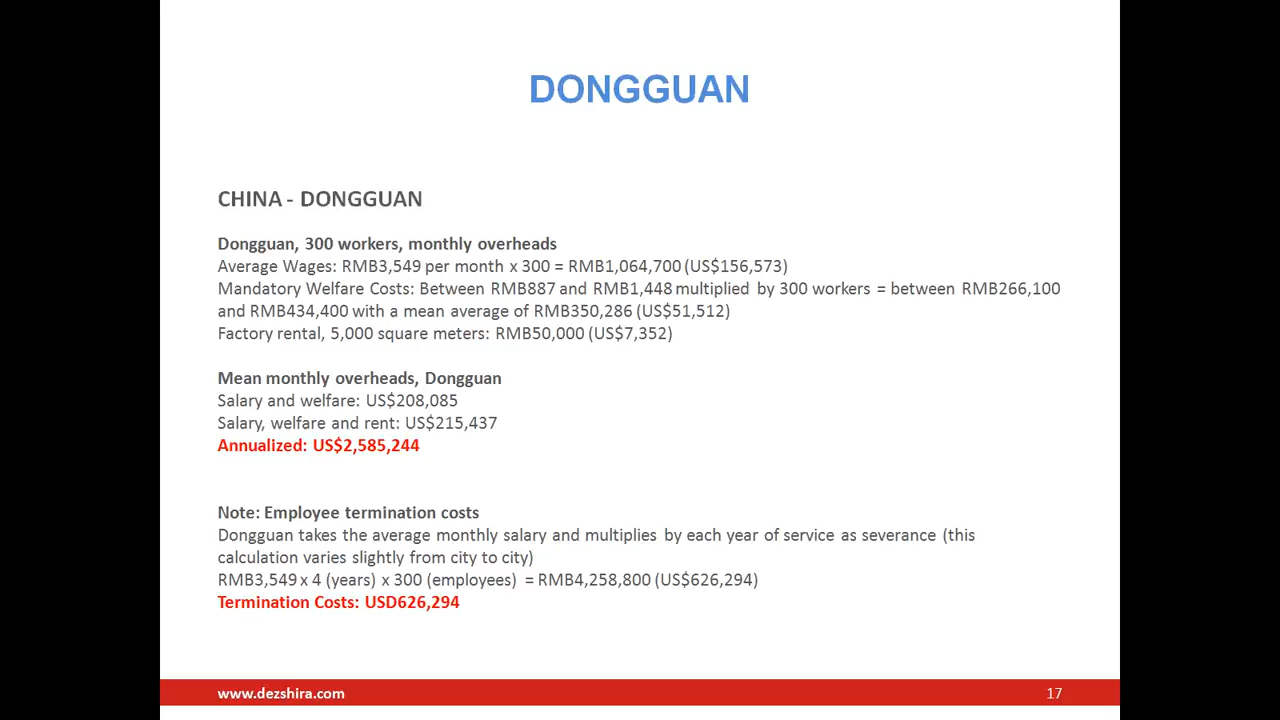 DONGGUAN
CHINA - DONGGUAN
Dongguan, 300 workers, monthly overheads
Average Wages: RMB3,549 per month x 300 = RMB1,064,700 (US$156,573)
Mandatory Welfare Costs: Between RMB887 and RMB1,448 multiplied by 300 workers = between RMB266,100
and RMB434,400 with a mean average of RMB350,286 (US$51,512)
Factory rental, 5,000 square meters: RMB50,000 (US$7,352)
Mean monthly overheads, Dongguan
Salary and welfare: US$208,085
Salary, welfare and rent: US$215,437
Annualized: US$2,585,244
Note: Employee termination costs
Dongguan takes the average monthly salary and multiplies by each year of service as severance (this
calculation varies slightly from city to city)
RMB3,549 x 4 (years) x 300 (employees) = RMB4,258,800 (US$626,294)
Termination Costs: USD626,294
www.dezshira.com
17